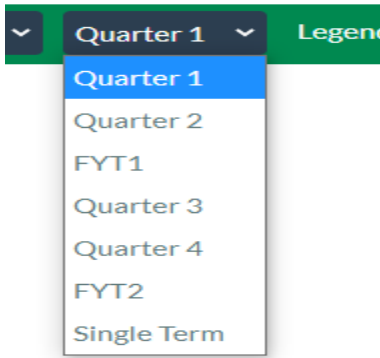 Quarter 1 Legend
Quarter 1
Quarter 2
FYT1
Quarter 3
Quarter 4
FYT2
Single Term